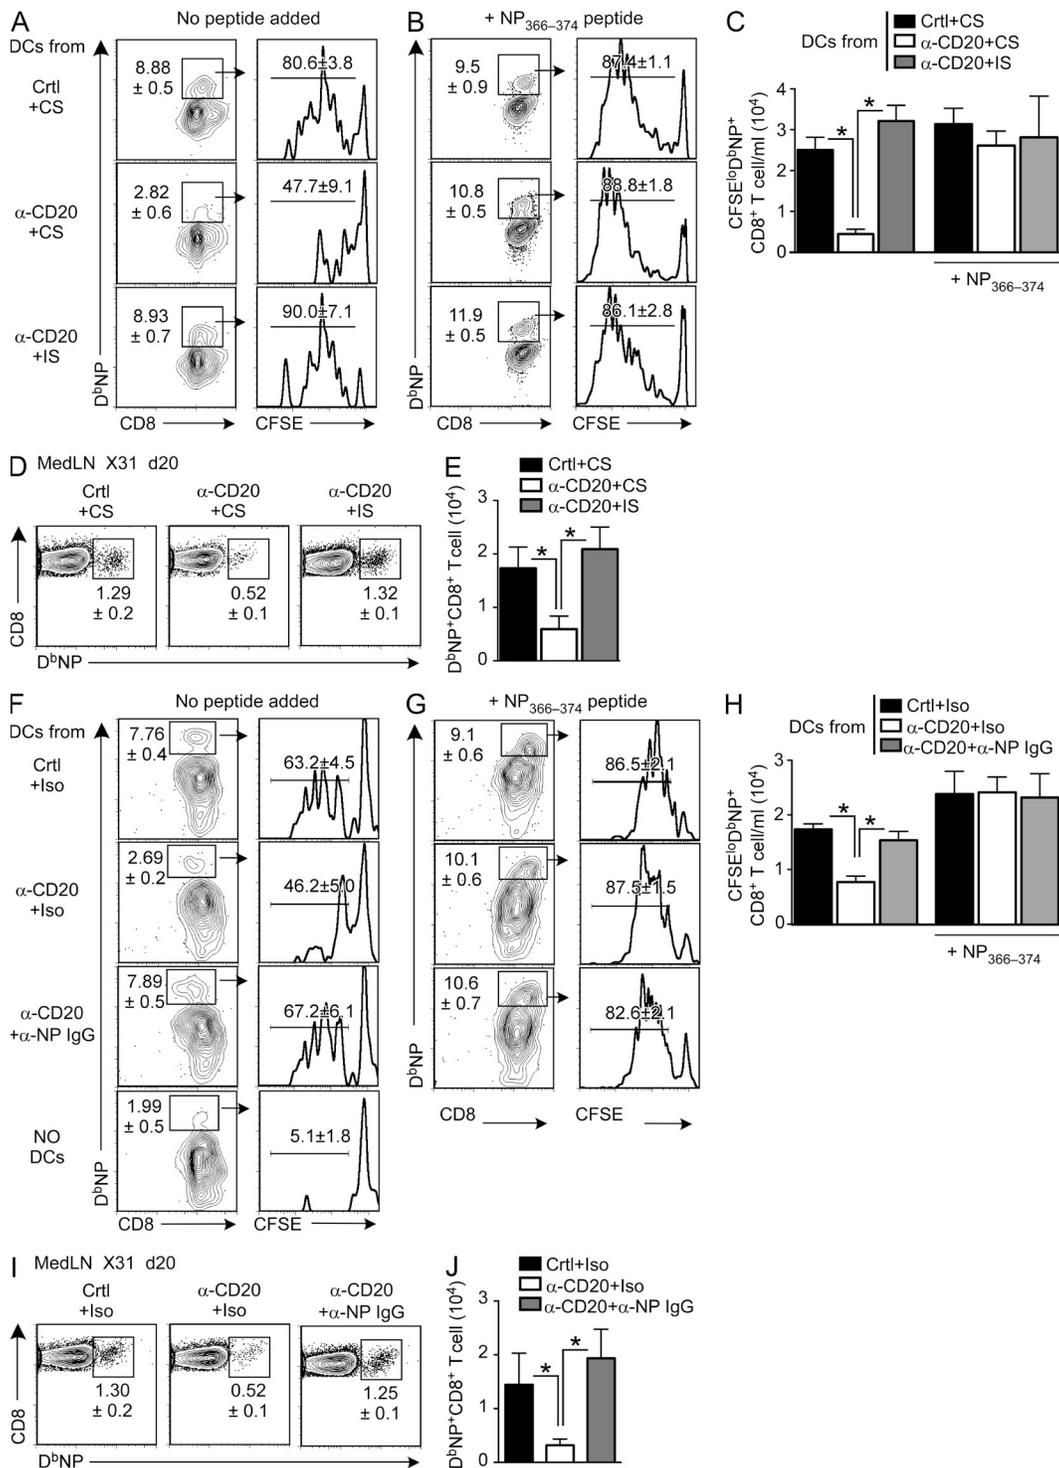 A
No peptide added
DCs from
Crtl
+CS
8.88
± 0.5
80.6±3.8
α-CD20
+CS
2.82
± 0.6
47.7±9.1
α-CD20
+IS
8.93
± 0.7
90.0±7.1
DᵇNP
CD8
CFSE
B
+ NP₃₆₆₋₃₇₄ peptide
9.5
± 0.9
87.4±1.1
10.8
± 0.5
88.8±1.8
11.9
± 0.5
86.1±2.8
DᵇNP
CD8
CFSE
C
DCs from
Crtl+CS
α-CD20+CS
α-CD20+IS
CFSEˡᵒDᵇNP⁺
CD8⁺ T cell/ml (10⁴)
4
3
2
1
0
*
*
+ NP₃₆₆₋₃₇₄
D
MedLN X31 d20
Crtl
+CS
α-CD20
+CS
α-CD20
+IS
1.29
± 0.2
0.52
± 0.1
1.32
± 0.1
CD8
DᵇNP
E
Crtl+CS
α-CD20+CS
α-CD20+IS
DᵇNP⁺CD8⁺ T cell (10⁴)
3
2
1
0
*
*
F
No peptide added
DCs from
Crtl
+Iso
7.76
± 0.4
63.2±4.5
α-CD20
+Iso
2.69
± 0.2
46.2±5.0
α-CD20
+α-NP IgG
7.89
± 0.5
67.2±6.1
NO
DCs
1.99
± 0.5
5.1±1.8
DᵇNP
CD8
CFSE
G
+ NP₃₆₆₋₃₇₄ peptide
9.1
± 0.6
86.5±2.1
10.1
± 0.6
87.5±1.5
10.6
± 0.7
82.6±2.1
DᵇNP
CD8
CFSE
H
DCs from
Crtl+Iso
α-CD20+Iso
α-CD20+α-NP IgG
CFSEˡᵒDᵇNP⁺
CD8⁺ T cell/ml (10⁴)
3
2
1
0
*
*
+ NP₃₆₆₋₃₇₄
I
MedLN X31 d20
Crtl
+Iso
α-CD20
+Iso
α-CD20
+α-NP IgG
1.30
± 0.2
0.52
± 0.1
1.25
± 0.1
CD8
DᵇNP
J
Crtl+Iso
α-CD20+Iso
α-CD20+α-NP IgG
DᵇNP⁺CD8⁺ T cell (10⁴)
3
2
1
0
*
*